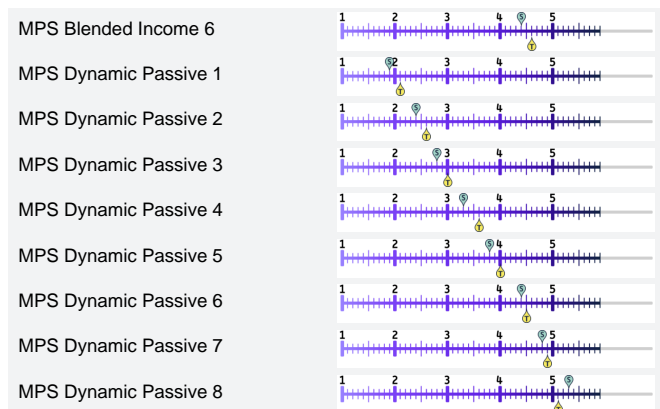 MPS Blended Income 6
1 2 3 4 5
S
T
MPS Dynamic Passive 1
1 2 3 4 5
S
T
MPS Dynamic Passive 2
1 2 3 4 5
S
T
MPS Dynamic Passive 3
1 2 3 4 5
S
T
MPS Dynamic Passive 4
1 2 3 4 5
S
T
MPS Dynamic Passive 5
1 2 3 4 5
S
T
MPS Dynamic Passive 6
1 2 3 4 5
S
T
MPS Dynamic Passive 7
1 2 3 4 5
S
T
MPS Dynamic Passive 8
1 2 3 4 5
S
T